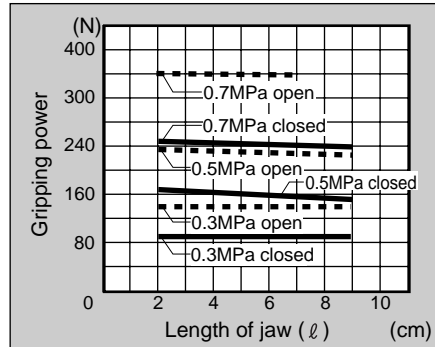 (N)
400
300
240
160
80
0
Gripping power
0.7MPa open
0.7MPa closed
0.5MPa open
0.5MPa closed
0.3MPa open
0.3MPa closed
2
4
6
8
10
Length of jaw (ℓ)
(cm)